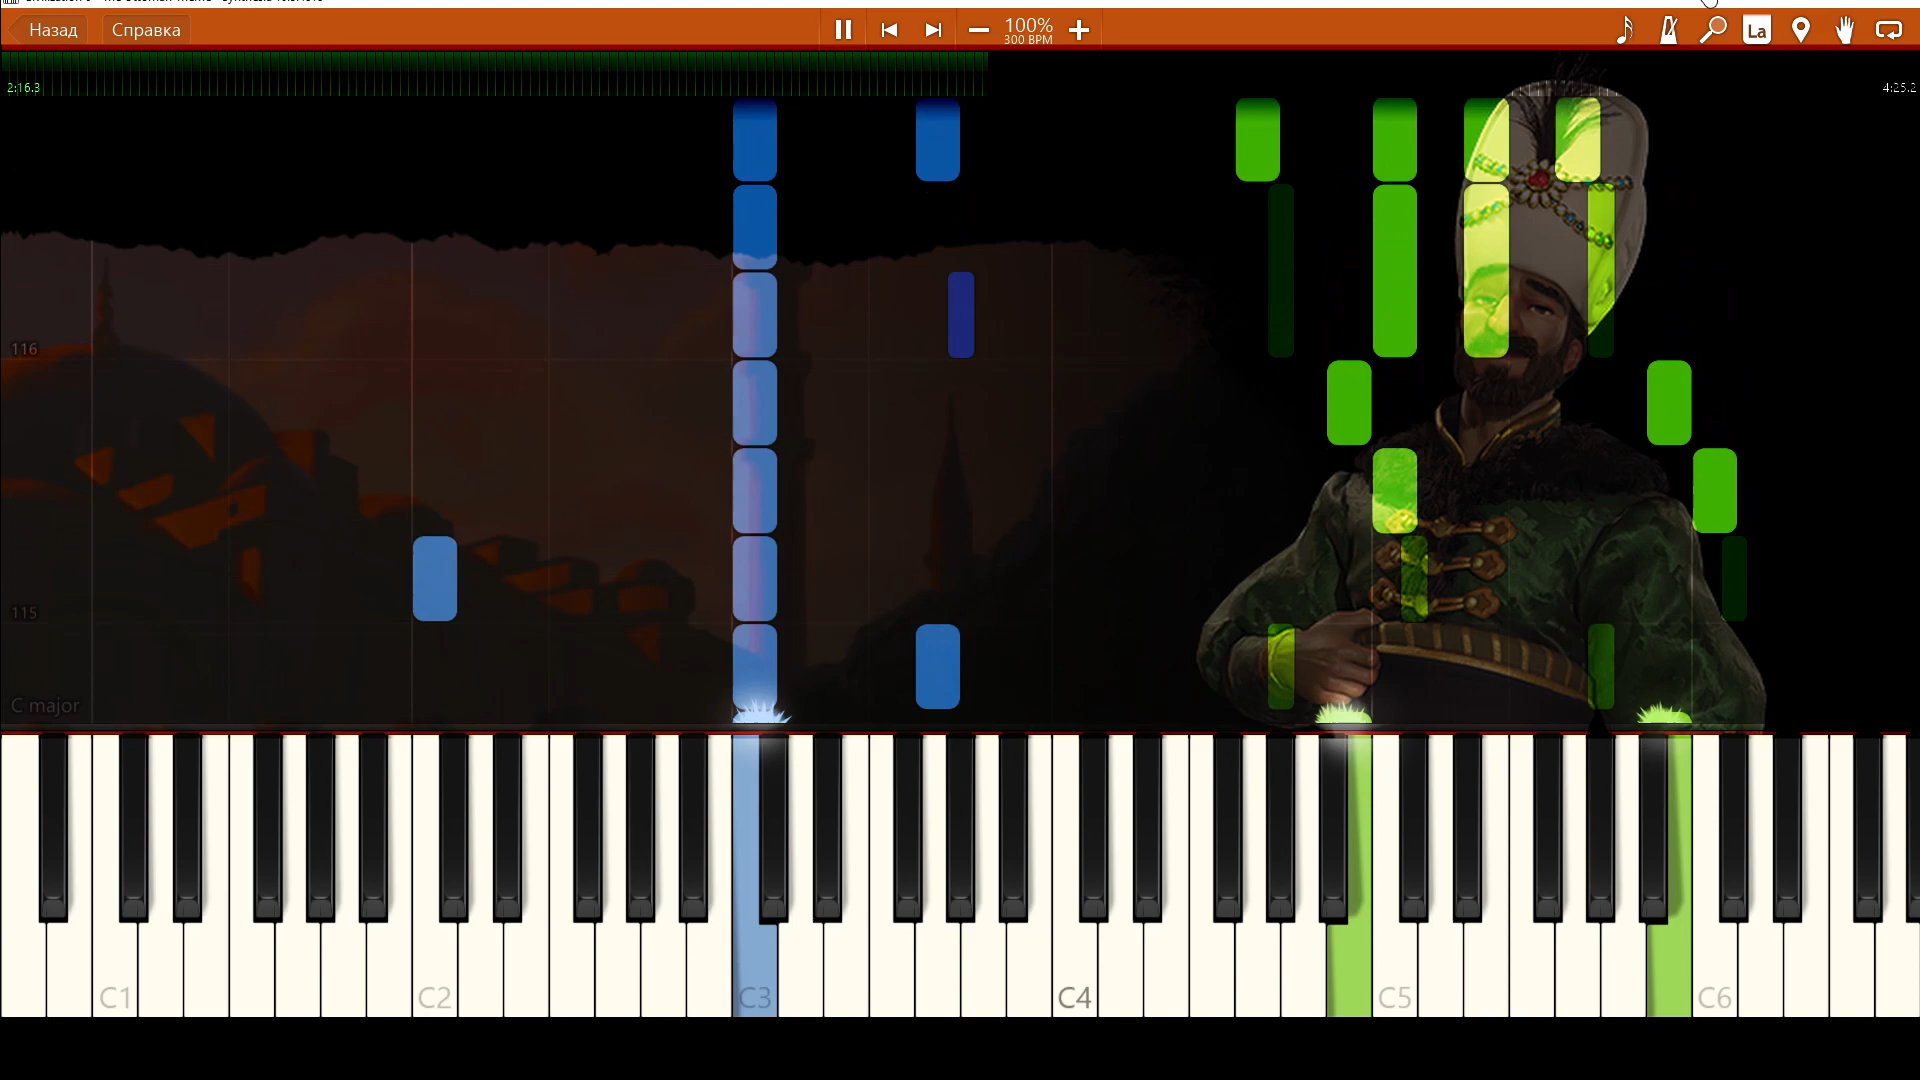 Назад
Справка
100%
300 BPM
La
2:16.3
4:25.2
116
115
C major
C1
C2
C3
C4
C5
C6